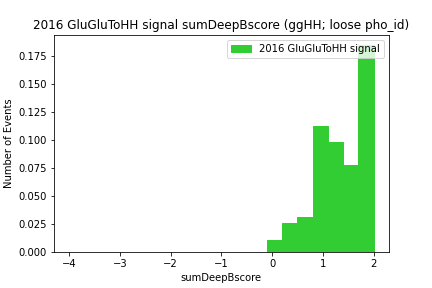 2016 GluGluToHH signal sumDeepBscore (ggHH; loose pho_id)
2016 GluGluToHH signal
Number of Events
0.175
0.150
0.125
0.100
0.075
0.050
0.025
0.000
−4 −3 −2 −1 0 1 2
sumDeepBscore